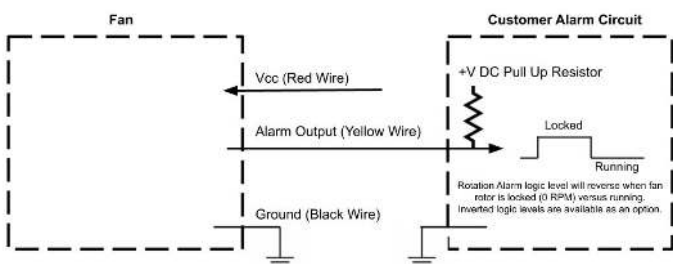 Fan
Customer Alarm Circuit
Vcc (Red Wire)
+V DC Pull Up Resistor
Alarm Output (Yellow Wire)
Locked
Running
Rotation Alarm logic level will reverse when fan
rotor is locked (0 RPM) versus running.
Inverted logic levels are available as an option.
Ground (Black Wire)